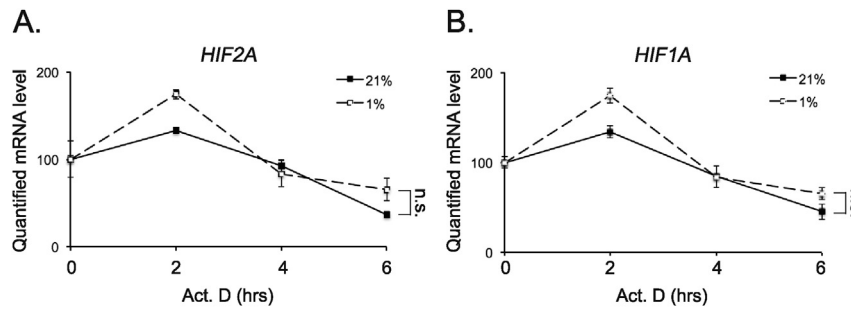 A.
HIF2A
Quantified mRNA level
200
100
0
21%
1%
n.s.
0 2 4 6
Act. D (hrs)
B.
HIF1A
Quantified mRNA level
200
100
0
21%
1%
0 2 4 6
Act. D (hrs)